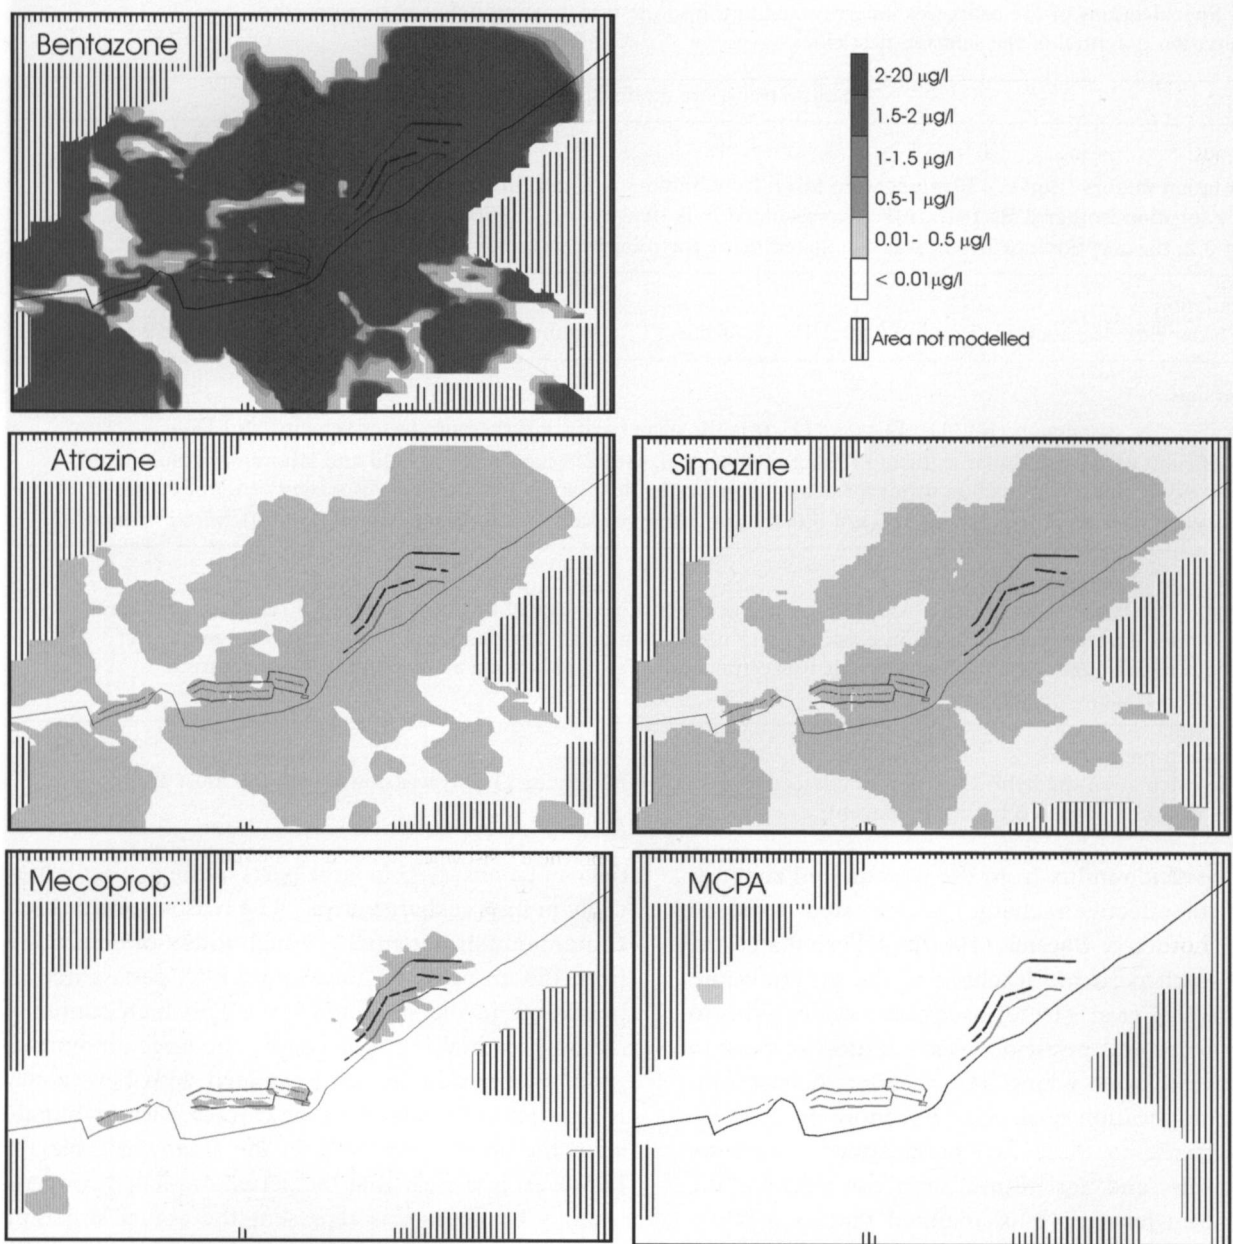 Bentazone
2-20 µg/l
1.5-2 µg/l
1-1.5 µg/l
0.5-1 µg/l
0.01- 0.5 µg/l
< 0.01µg/l
Area not modelled
Atrazine
Simazine
Mecoprop
MCPA